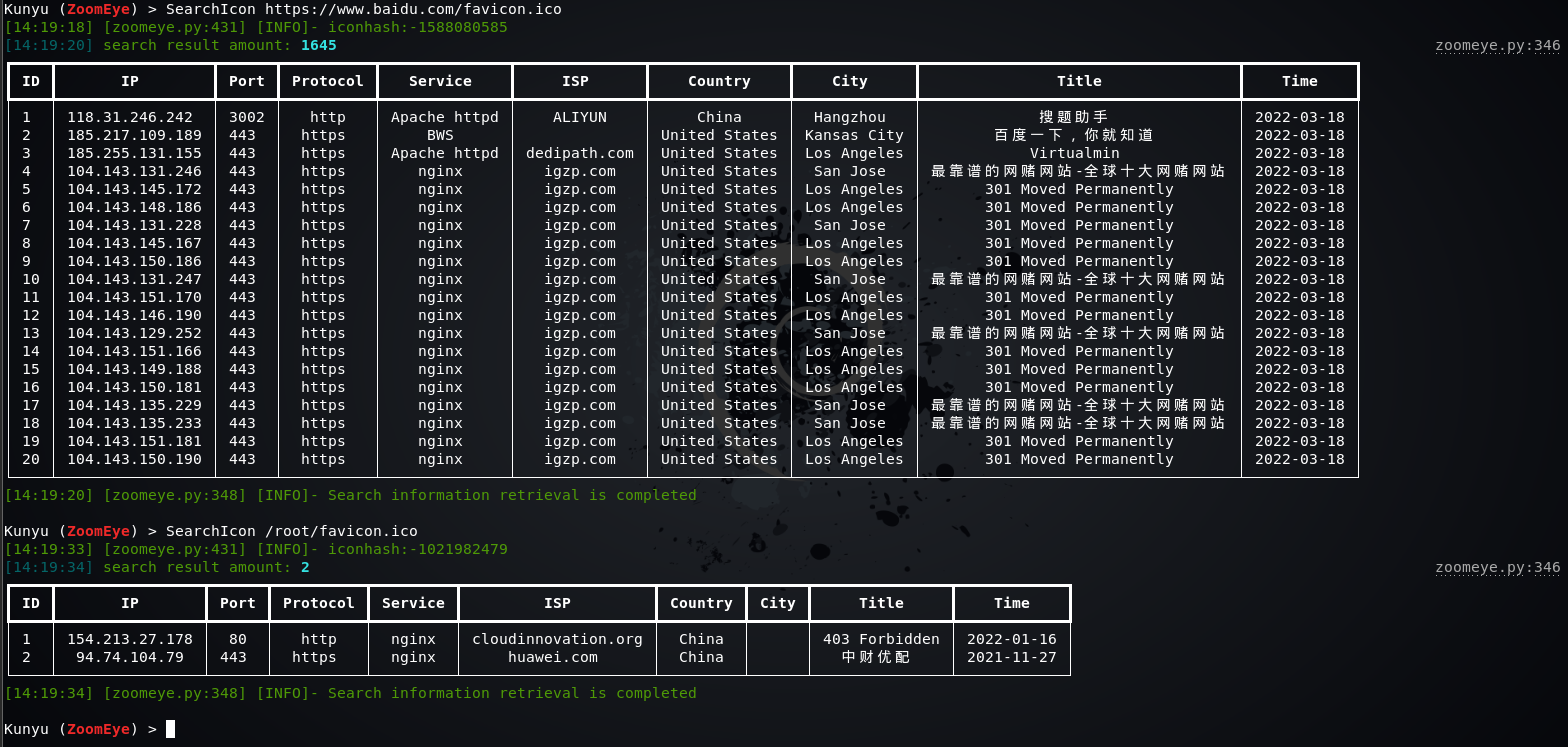 Kunyu (ZoomEye) > SearchIcon https://www.baidu.com/favicon.ico
[14:19:18] [zoomeye.py:431] [INFO]- iconhash:-1588080585
[14:19:20] search result amount: 1645 zoomeye.py:346
ID IP Port Protocol Service ISP Country City Title Time
1 118.31.246.242 3002 http Apache httpd ALIYUN China Hangzhou 搜题助手 2022-03-18
2 185.217.109.189 443 https BWS United States Kansas City 百度一下，你就知道 2022-03-18
3 185.255.131.155 443 https Apache httpd dedipath.com United States Los Angeles Virtualmin 2022-03-18
4 104.143.131.246 443 https nginx igzp.com United States San Jose 最靠谱的网赌网站-全球十大网赌网站 2022-03-18
5 104.143.145.172 443 https nginx igzp.com United States Los Angeles 301 Moved Permanently 2022-03-18
6 104.143.148.186 443 https nginx igzp.com United States Los Angeles 301 Moved Permanently 2022-03-18
7 104.143.131.228 443 https nginx igzp.com United States San Jose 301 Moved Permanently 2022-03-18
8 104.143.145.167 443 https nginx igzp.com United States Los Angeles 301 Moved Permanently 2022-03-18
9 104.143.150.186 443 https nginx igzp.com United States Los Angeles 301 Moved Permanently 2022-03-18
10 104.143.131.247 443 https nginx igzp.com United States San Jose 最靠谱的网赌网站-全球十大网赌网站 2022-03-18
11 104.143.151.170 443 https nginx igzp.com United States Los Angeles 301 Moved Permanently 2022-03-18
12 104.143.146.190 443 https nginx igzp.com United States Los Angeles 301 Moved Permanently 2022-03-18
13 104.143.129.252 443 https nginx igzp.com United States San Jose 最靠谱的网赌网站-全球十大网赌网站 2022-03-18
14 104.143.151.166 443 https nginx igzp.com United States Los Angeles 301 Moved Permanently 2022-03-18
15 104.143.149.188 443 https nginx igzp.com United States Los Angeles 301 Moved Permanently 2022-03-18
16 104.143.150.181 443 https nginx igzp.com United States Los Angeles 301 Moved Permanently 2022-03-18
17 104.143.135.229 443 https nginx igzp.com United States San Jose 最靠谱的网赌网站-全球十大网赌网站 2022-03-18
18 104.143.135.233 443 https nginx igzp.com United States San Jose 最靠谱的网赌网站-全球十大网赌网站 2022-03-18
19 104.143.151.181 443 https nginx igzp.com United States Los Angeles 301 Moved Permanently 2022-03-18
20 104.143.150.190 443 https nginx igzp.com United States Los Angeles 301 Moved Permanently 2022-03-18
[14:19:20] [zoomeye.py:348] [INFO]- Search information retrieval is completed
Kunyu (ZoomEye) > SearchIcon /root/favicon.ico
[14:19:33] [zoomeye.py:431] [INFO]- iconhash:-1021982479
[14:19:34] search result amount: 2 zoomeye.py:346
ID IP Port Protocol Service ISP Country City Title Time
1 154.213.27.178 80 http nginx cloudinnovation.org China 403 Forbidden 2022-01-16
2 94.74.104.79 443 https nginx huawei.com China 中财优配 2021-11-27
[14:19:34] [zoomeye.py:348] [INFO]- Search information retrieval is completed
Kunyu (ZoomEye) >